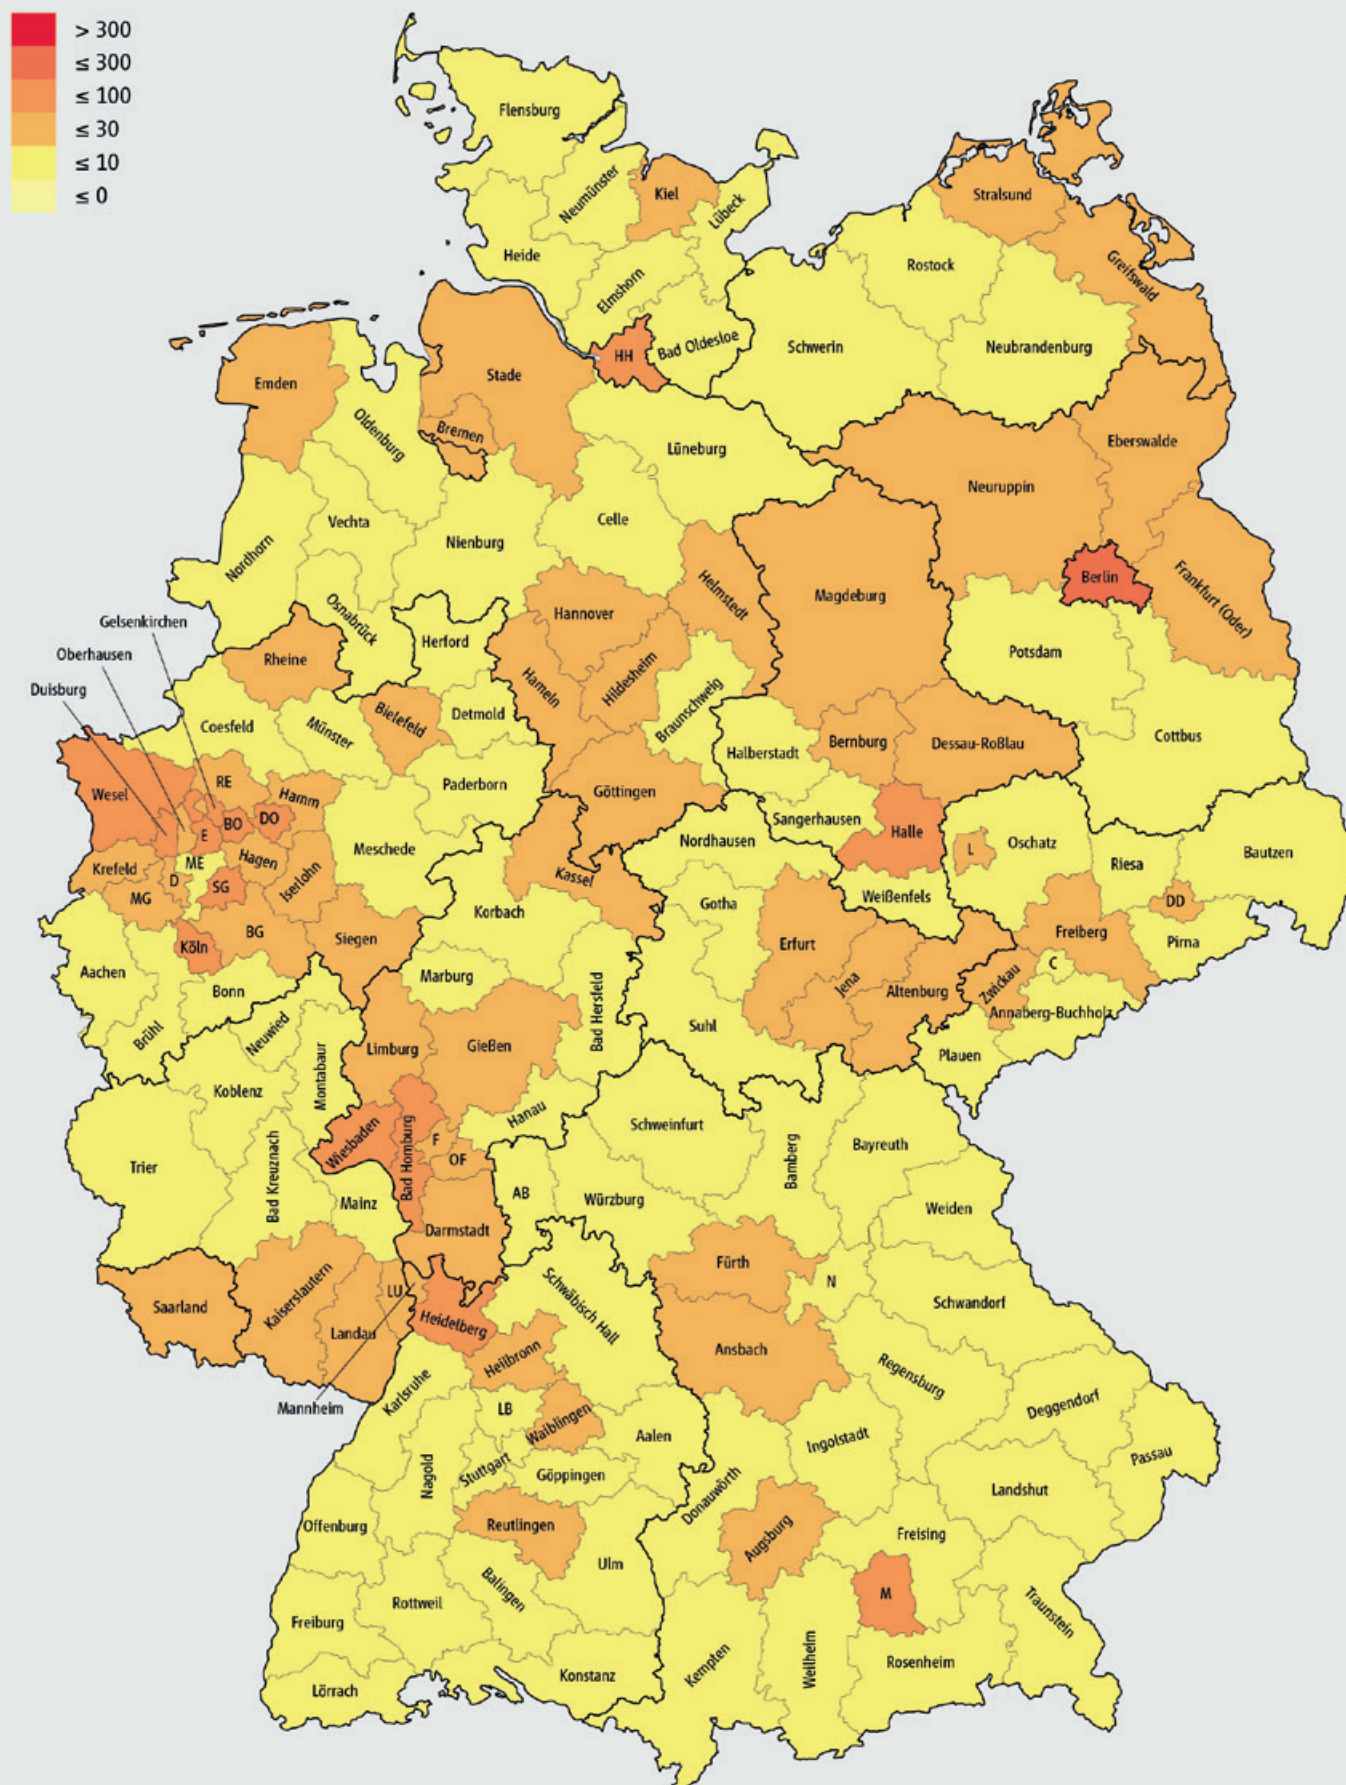 > 300
≤ 300
≤ 100
≤ 30
≤ 10
≤ 0
Flensburg
Neumünster
Kiel
Lübeck
Stralsund
Heide
Rostock
Greifswald
Elmshorn
HH
Bad Oldesloe
Schwerin
Neubrandenburg
Emden
Stade
Oldenburg
Bremen
Lüneburg
Eberswalde
Neuruppin
Vechta
Celle
Nienburg
Nordhorn
Helmstedt
Magdeburg
Berlin
Frankfurt (Oder)
Hannover
Osnabrück
Gelsenkirchen
Herford
Potsdam
Oberhausen
Rheine
Hameln
Hildesheim
Duisburg
Bielefeld
Detmold
Braunschweig
Coesfeld
Münster
Halberstadt
Bernburg
Dessau-Roßlau
Cottbus
Wesel
RE
Hamm
Paderborn
Göttingen
E
BO
DO
Sangerhausen
Halle
Meschede
Nordhausen
L
Oschatz
Riesa
Bautzen
Krefeld
ME
Hagen
Iserlohn
Kassel
D
SG
MG
Gotha
Weißenfels
DD
Korbach
Köln
BG
Siegen
Erfurt
Freiberg
Pirna
Aachen
Marburg
Jena
Zwickau
C
Bonn
Bad Hersfeld
Altenburg
Annaberg-Buchholz
Brühl
Neuwied
Limburg
Gießen
Suhl
Plauen
Montabaur
Koblenz
Hanau
Schweinfurt
Wiesbaden
Bad Homburg
F
OF
Bamberg
Bayreuth
Trier
Bad Kreuznach
Mainz
AB
Würzburg
Weiden
Darmstadt
Fürth
N
Saarland
Kaiserslautern
LU
Schwäbisch Hall
Schwandorf
Landau
Heidelberg
Ansbach
Heilbronn
Regensburg
Mannheim
Karlsruhe
LB
Waiblingen
Aalen
Ingolstadt
Deggendorf
Passau
Nagold
Stuttgart
Göppingen
Donauwörth
Landshut
Offenburg
Reutlingen
Augsburg
Freising
Ulm
Balingen
Rottweil
M
Freiburg
Traunstein
Lörrach
Konstanz
Kempten
Weilheim
Rosenheim